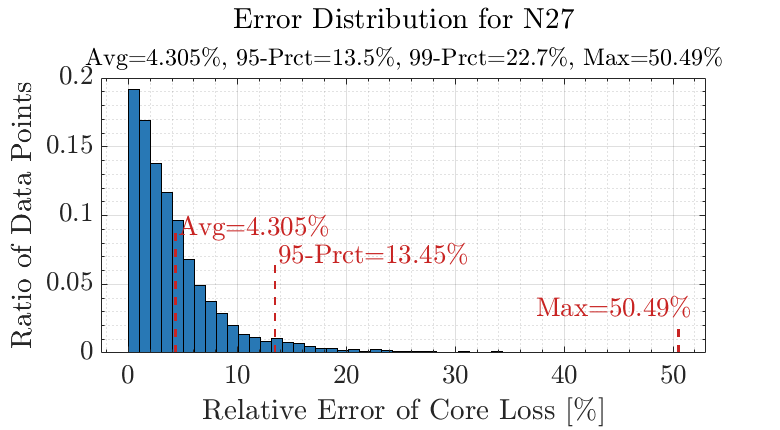 Error Distribution for N27
Avg=4.305%, 95-Prct=13.5%, 99-Prct=22.7%, Max=50.49%
Ratio of Data Points
0.2
0.15
0.1
0.05
0
Avg=4.305%
95-Prct=13.45%
Max=50.49%
0 10 20 30 40 50
Relative Error of Core Loss [%]